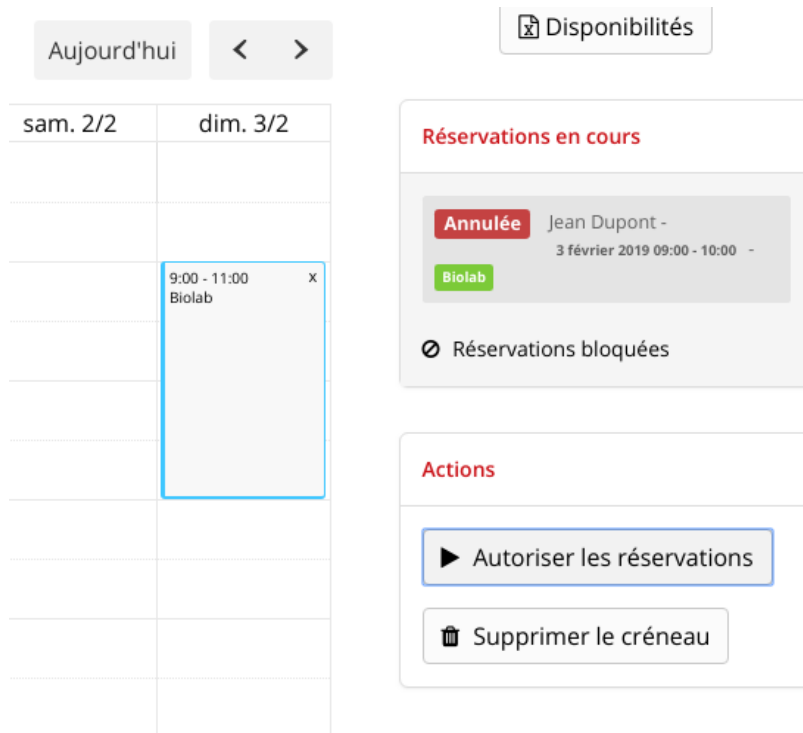 Aujourd'hui
sam. 2/2
dim. 3/2
9:00 - 11:00 x
Biolab
Disponibilités
Réservations en cours
Annulée Jean Dupont -
3 février 2019 09:00 - 10:00 -
Biolab
Réservations bloquées
Actions
Autoriser les réservations
Supprimer le créneau